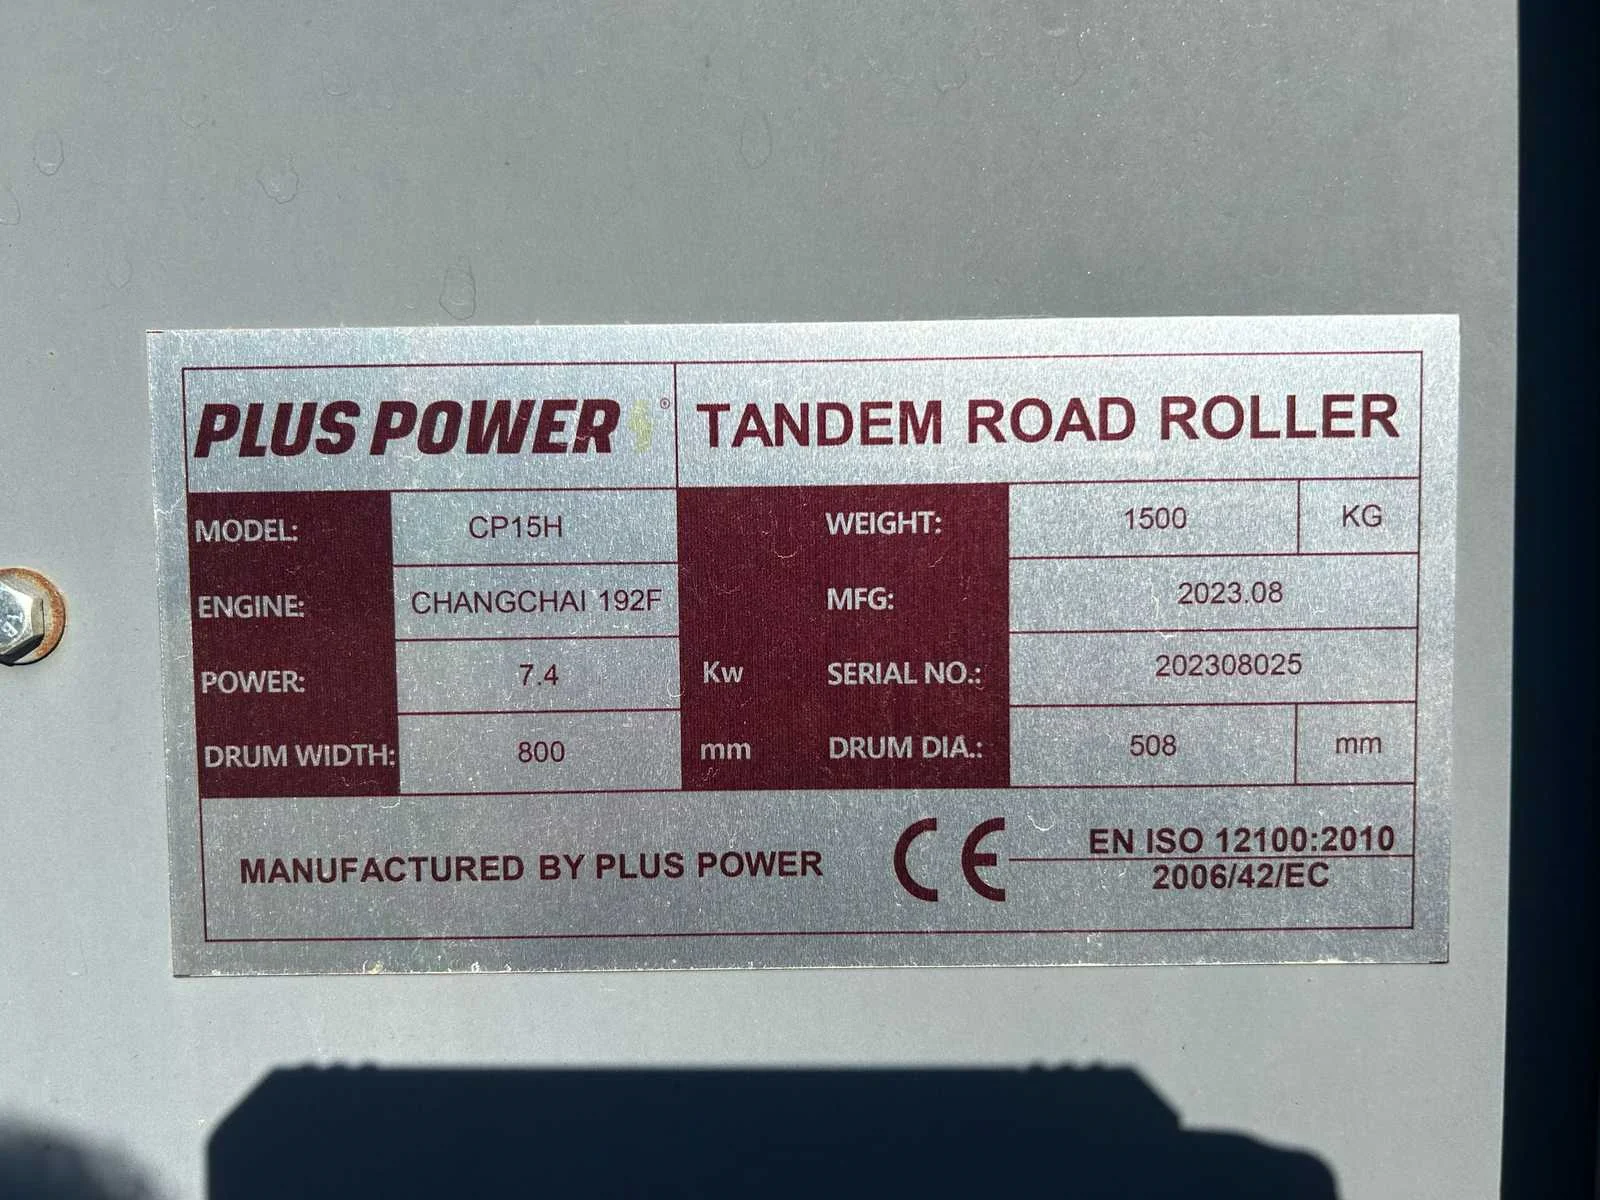 PLUS POWER ®
TANDEM ROAD ROLLER
MODEL: CP15H
WEIGHT: 1500 KG
ENGINE: CHANGCHAI 192F
MFG: 2023.08
POWER: 7.4 Kw
SERIAL NO.: 202308025
DRUM WIDTH: 800 mm
DRUM DIA.: 508 mm
MANUFACTURED BY PLUS POWER
CE
EN ISO 12100:2010
2006/42/EC